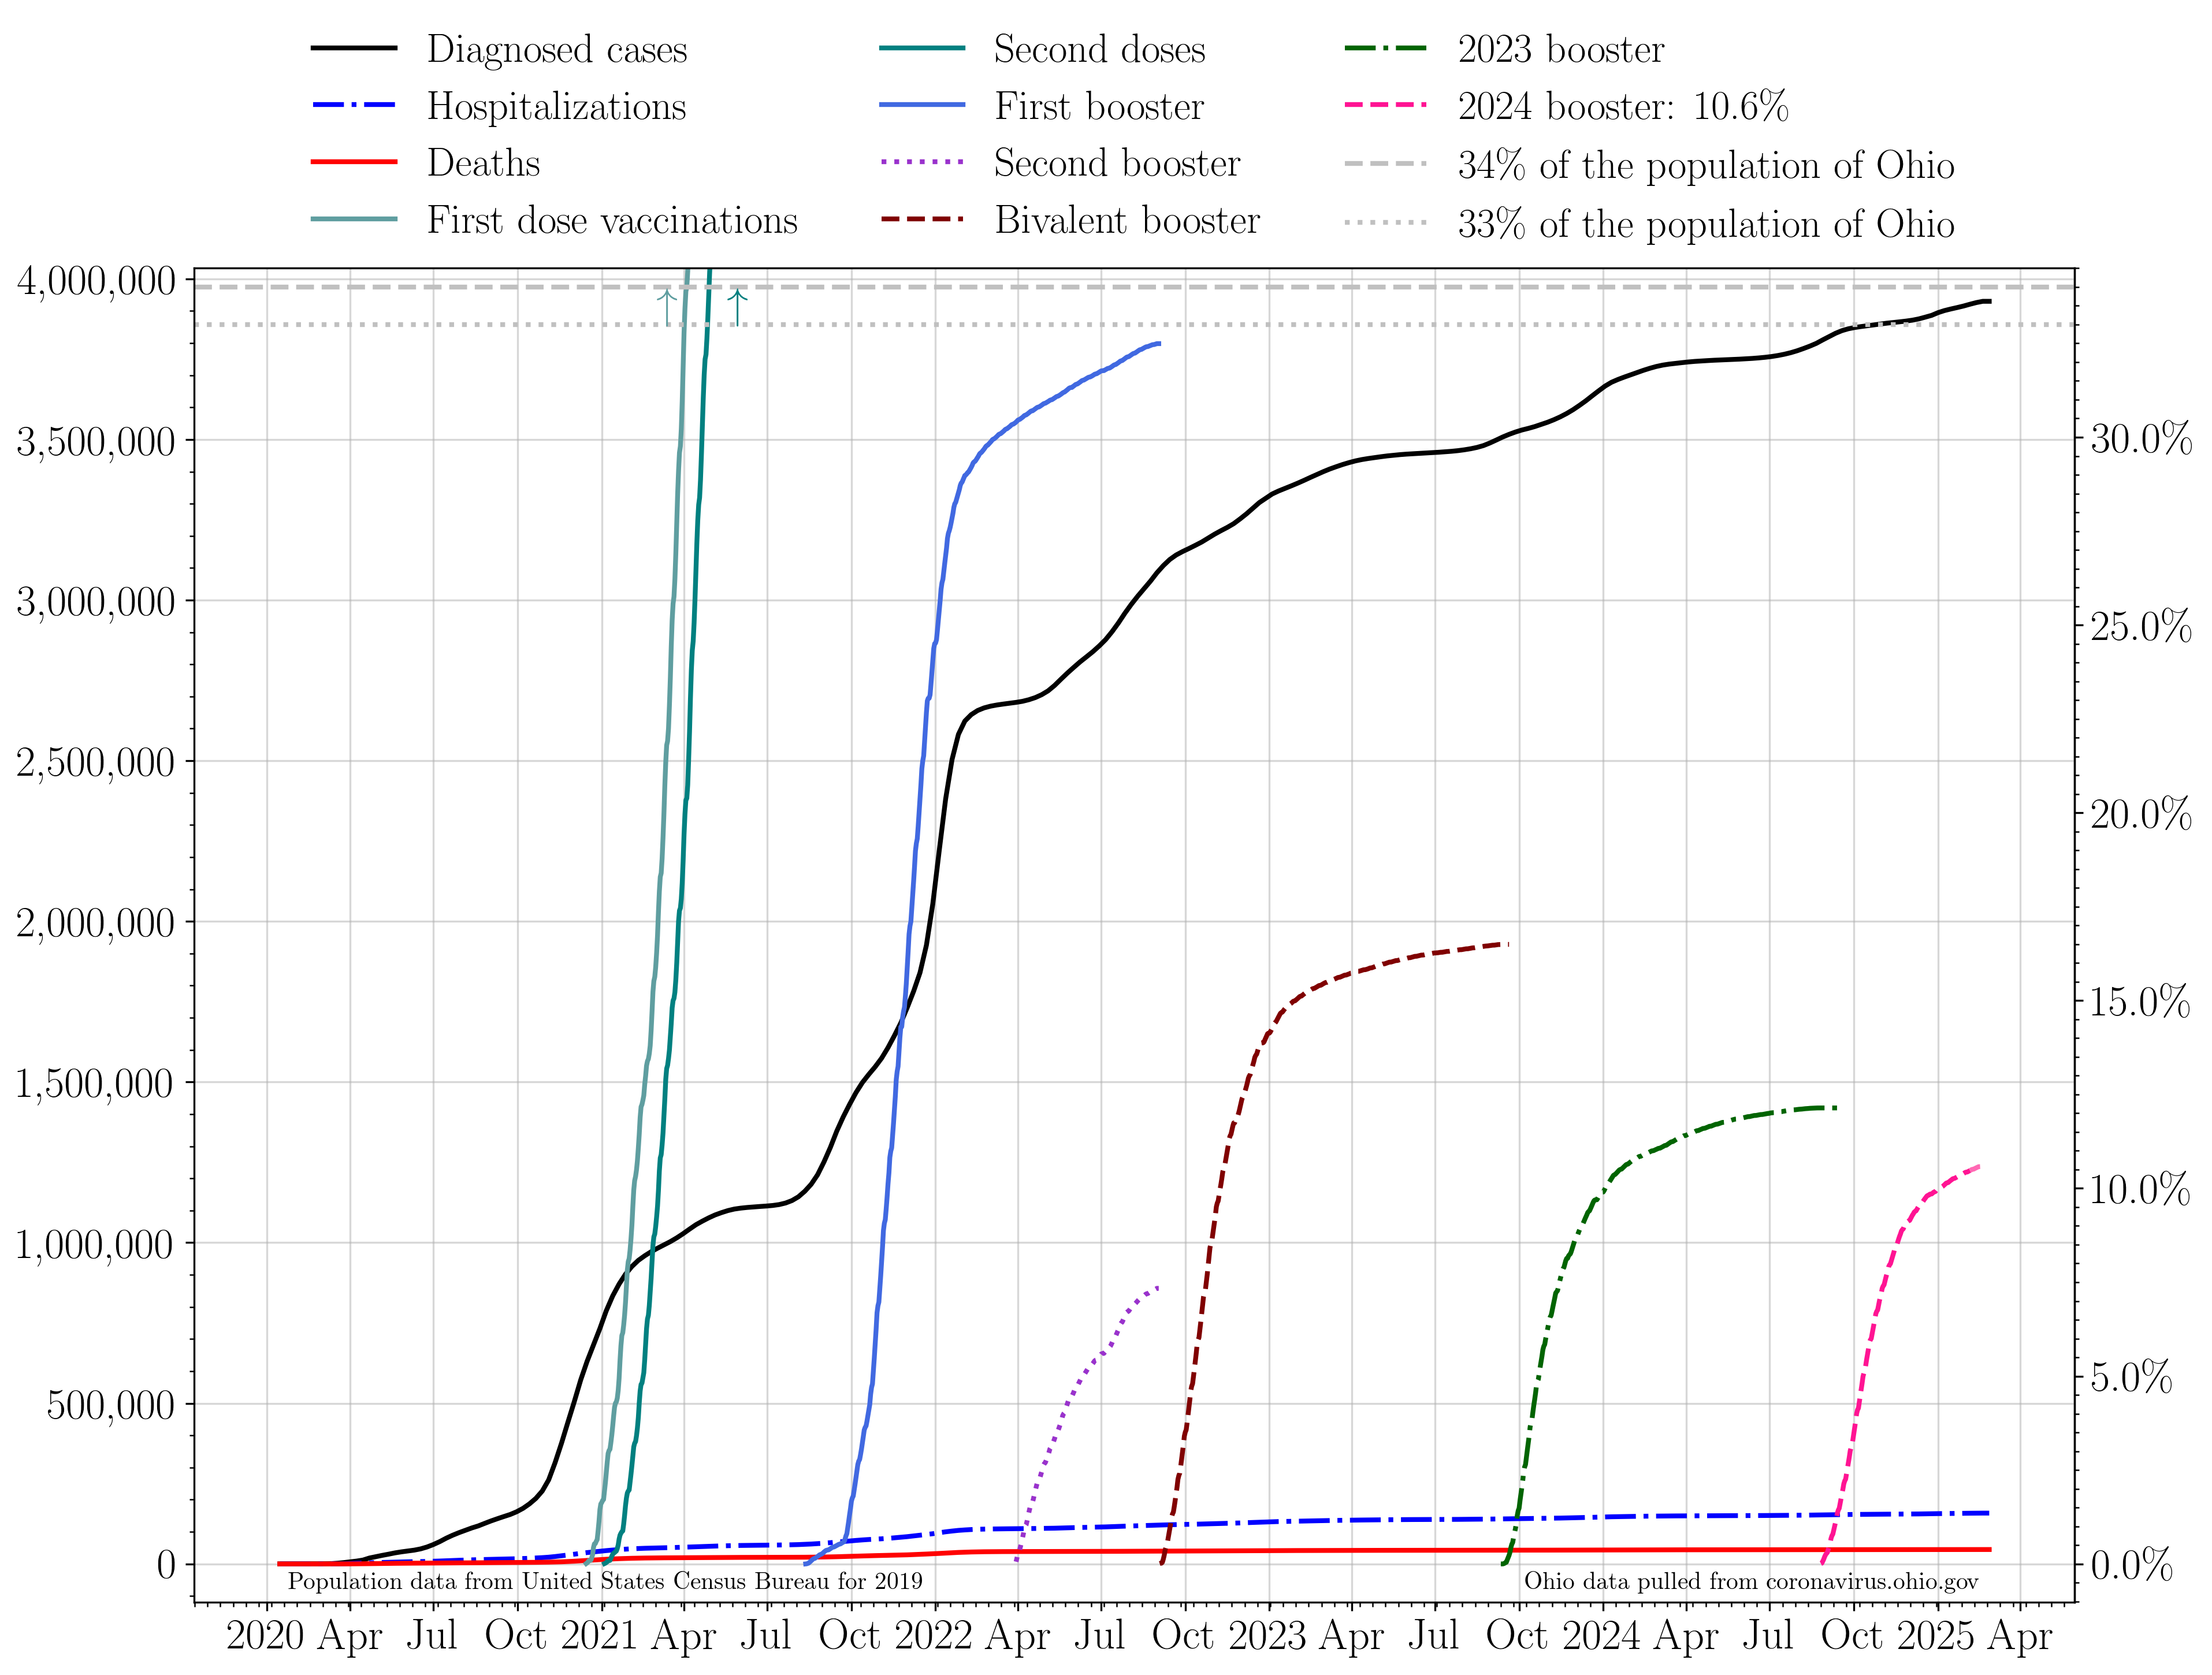 Diagnosed cases
Hospitalizations
Deaths
First dose vaccinations
Second doses
First booster
Second booster
Bivalent booster
2023 booster
2024 booster: 10.6%
34% of the population of Ohio
33% of the population of Ohio
4,000,000
3,500,000
3,000,000
2,500,000
2,000,000
1,500,000
1,000,000
500,000
0
30.0%
25.0%
20.0%
15.0%
10.0%
5.0%
0.0%
Population data from United States Census Bureau for 2019
Ohio data pulled from coronavirus.ohio.gov
2020 Apr Jul Oct 2021 Apr Jul Oct 2022 Apr Jul Oct 2023 Apr Jul Oct 2024 Apr Jul Oct 2025 Apr